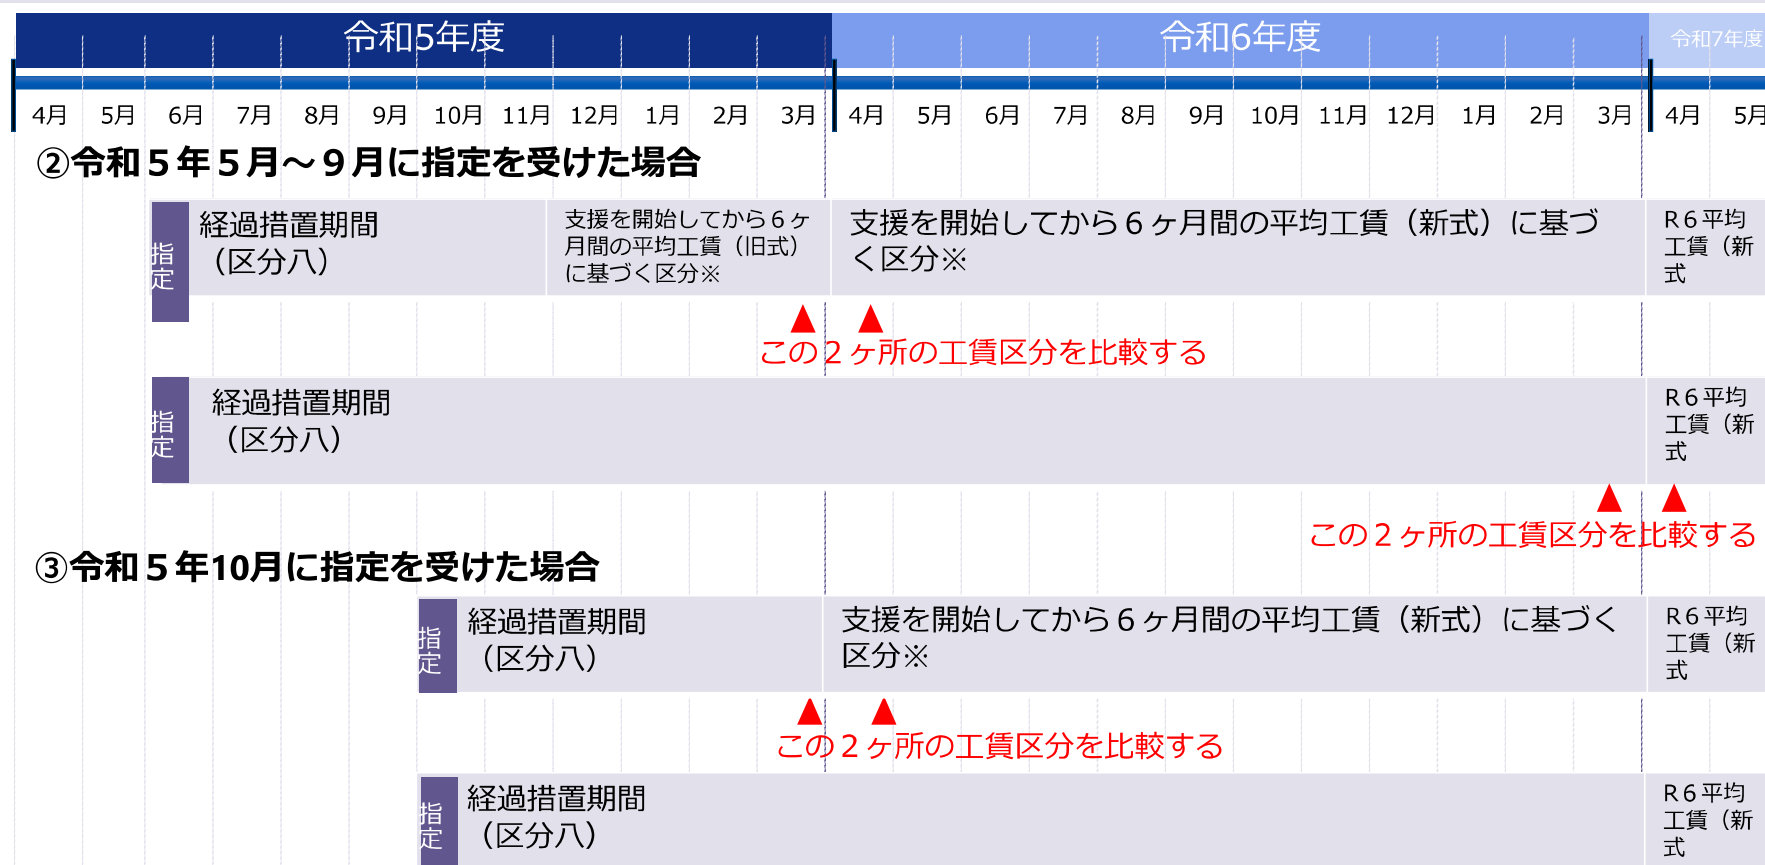 令和5年度
令和6年度
令和7年度
4月 5月 6月 7月 8月 9月 10月 11月 12月 1月 2月 3月 4月 5月 6月 7月 8月 9月 10月 11月 12月 1月 2月 3月 4月 5月
②令和５年５月～９月に指定を受けた場合
指
定
経過措置期間
（区分八）
支援を開始してから６ヶ
月間の平均工賃（旧式）
に基づく区分※
支援を開始してから６ヶ月間の平均工賃（新式）に基づ
く区分※
R６平均
工賃（新
式
この２ヶ所の工賃区分を比較する
指
定
経過措置期間
（区分八）
R６平均
工賃（新
式
この２ヶ所の工賃区分を比較する
③令和５年10月に指定を受けた場合
指
定
経過措置期間
（区分八）
支援を開始してから６ヶ月間の平均工賃（新式）に基づく
区分※
R６平均
工賃（新
式
この２ヶ所の工賃区分を比較する
指
定
経過措置期間
（区分八）
R６平均
工賃（新
式